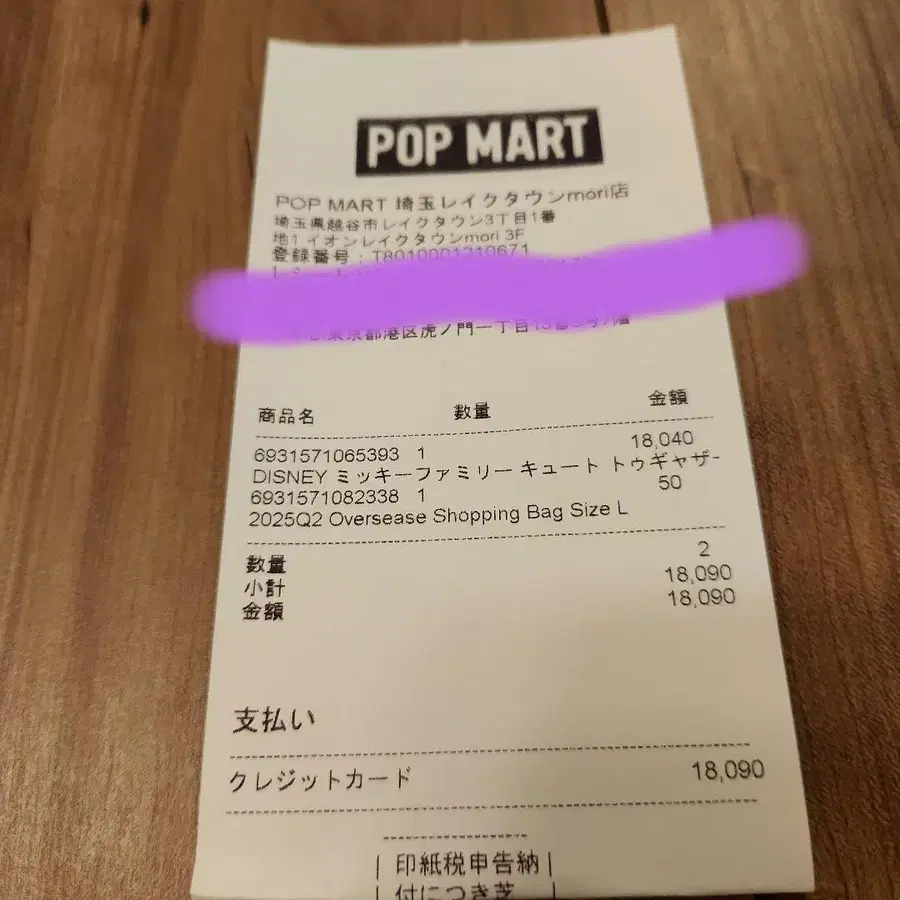 POP MART
POP MART 埼玉レイクタウンmori店
埼玉県越谷市レイクタウン3丁目1番
地1 イオンレイクタウンmori 3F
登録番号：T8010001210671
東京都港区虎ノ門一丁目
商品名 数量 金額
6931571065393 1 18,040
DISNEY ミッキーファミリー キュート トゥギャザ-
6931571082338 1 50
2025Q2 Oversease Shopping Bag Size L
数量 2
小計 18,090
金額 18,090
支払い
クレジットカード 18,090
印紙税申告納
付につき芝